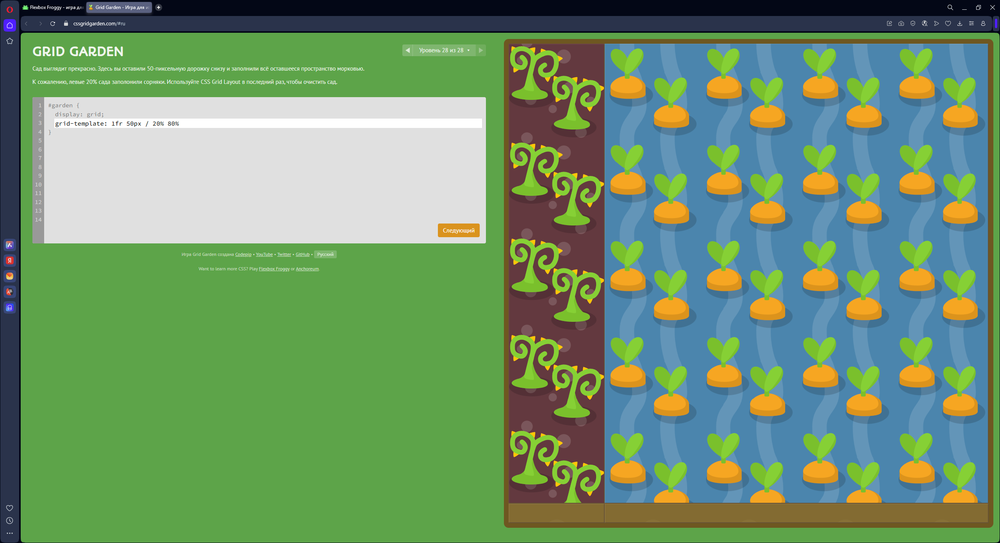 Flexbox Froggy - игра для
Grid Garden - Игра для и
cssgridgarden.com/#ru
GRID GARDEN
Уровень 28 из 28
Сад выглядит прекрасно. Здесь вы оставили 50-пиксельную дорожку снизу и заполнили всё оставшееся пространство морковью.
К сожалению, левые 20% сада заполонили сорняки. Используйте CSS Grid Layout в последний раз, чтобы очистить сад.
1 #garden {
2 display: grid;
3 grid-template: 1fr 50px / 20% 80%
4 }
5
6
7
8
9
10
11
12
13
14
Следующий
Игра Grid Garden создана Codepip • YouTube • Twitter • GitHub • Русский
Want to learn more CSS? Play Flexbox Froggy or Anchoreum.